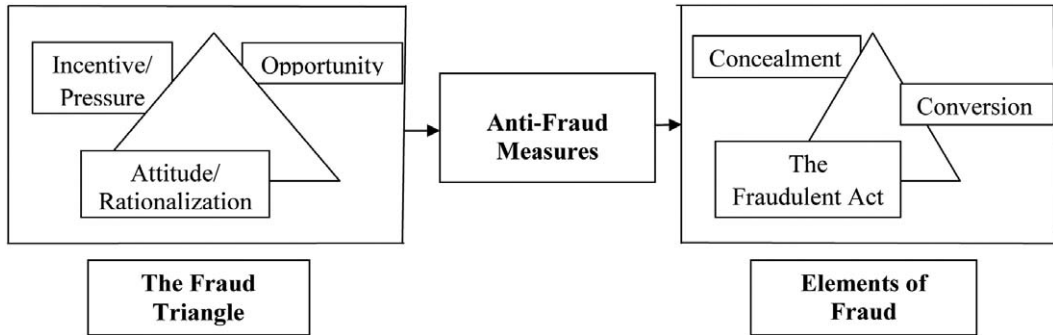 Incentive/
Pressure
Opportunity
Attitude/
Rationalization
Anti-Fraud
Measures
Concealment
Conversion
The
Fraudulent Act
The Fraud
Triangle
Elements of
Fraud